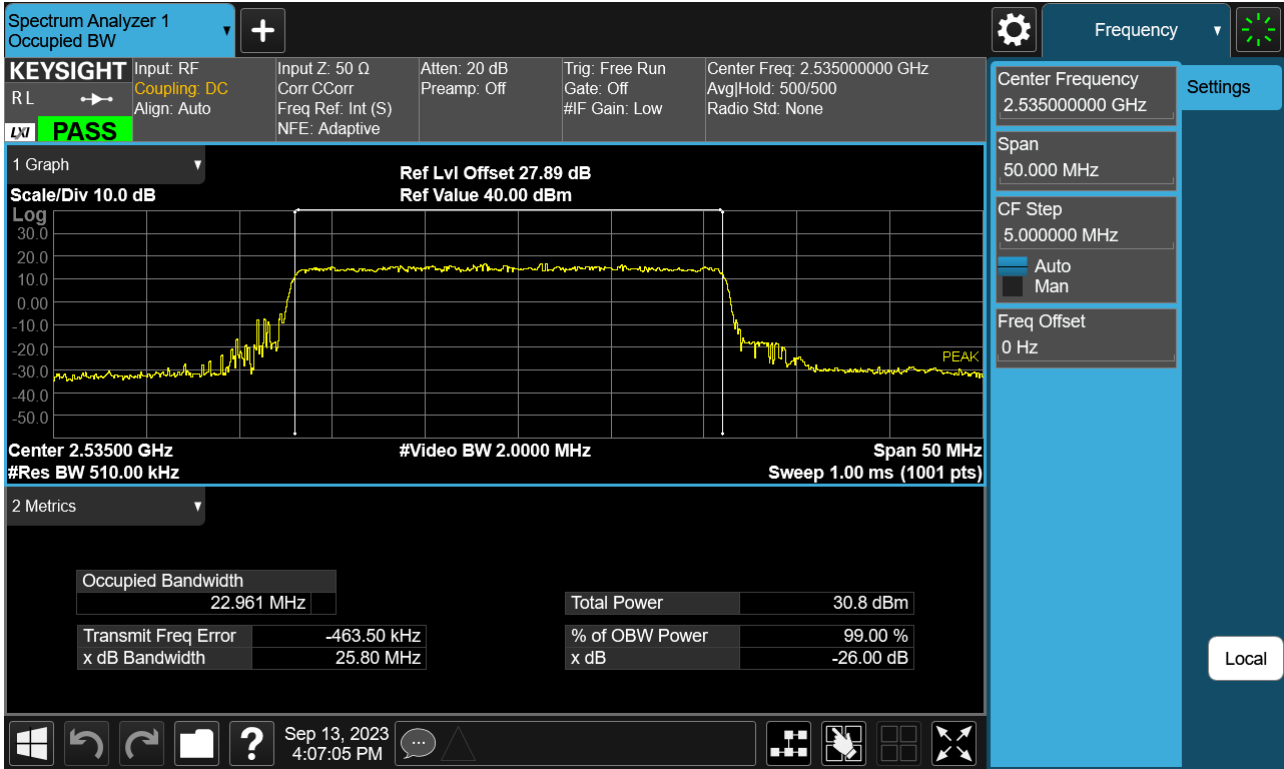 Spectrum Analyzer 1
Occupied BW
Frequency
KEYSIGHT
R L
LXI PASS
Input: RF
Coupling: DC
Align: Auto
Input Z: 50 Ω
Corr CCorr
Freq Ref: Int (S)
NFE: Adaptive
Atten: 20 dB
Preamp: Off
Trig: Free Run
Gate: Off
#IF Gain: Low
Center Freq: 2.535000000 GHz
Avg|Hold: 500/500
Radio Std: None
Center Frequency
2.535000000 GHz
Settings
Span
50.000 MHz
CF Step
5.000000 MHz
Auto
Man
Freq Offset
0 Hz
Local
1 Graph
Scale/Div 10.0 dB
Ref Lvl Offset 27.89 dB
Ref Value 40.00 dBm
Log
30.0
20.0
10.0
0.00
-10.0
-20.0
-30.0
-40.0
-50.0
PEAK
Center 2.53500 GHz
#Video BW 2.0000 MHz
Span 50 MHz
#Res BW 510.00 kHz
Sweep 1.00 ms (1001 pts)
2 Metrics
Occupied Bandwidth
22.961 MHz
Total Power 30.8 dBm
Transmit Freq Error -463.50 kHz
% of OBW Power 99.00 %
x dB Bandwidth 25.80 MHz
x dB -26.00 dB
?
Sep 13, 2023
4:07:05 PM